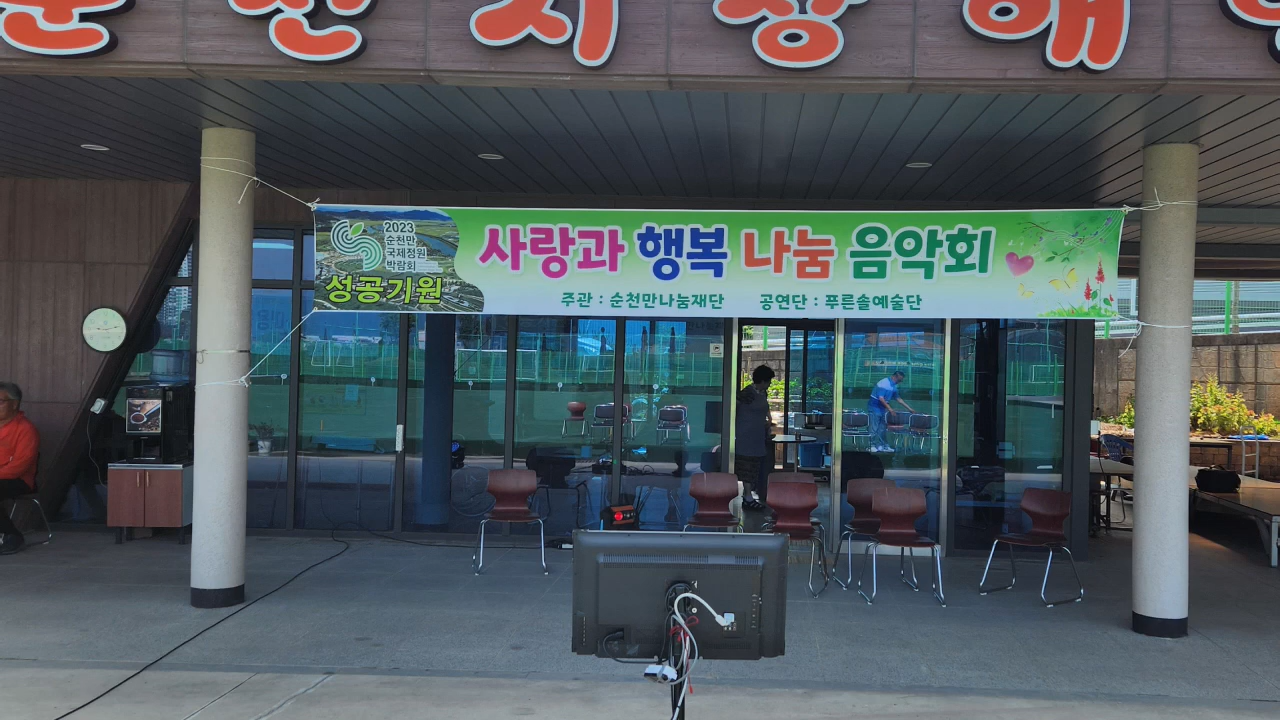 2023
순천만
국제정원
박람회
성공기원
사랑과 행복 나눔 음악회
주관 : 순천만나눔재단 공연단 : 푸른솔예술단